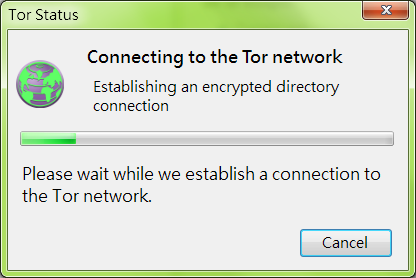 Tor Status
Connecting to the Tor network
Establishing an encrypted directory
connection
Please wait while we establish a connection to
the Tor network.
Cancel